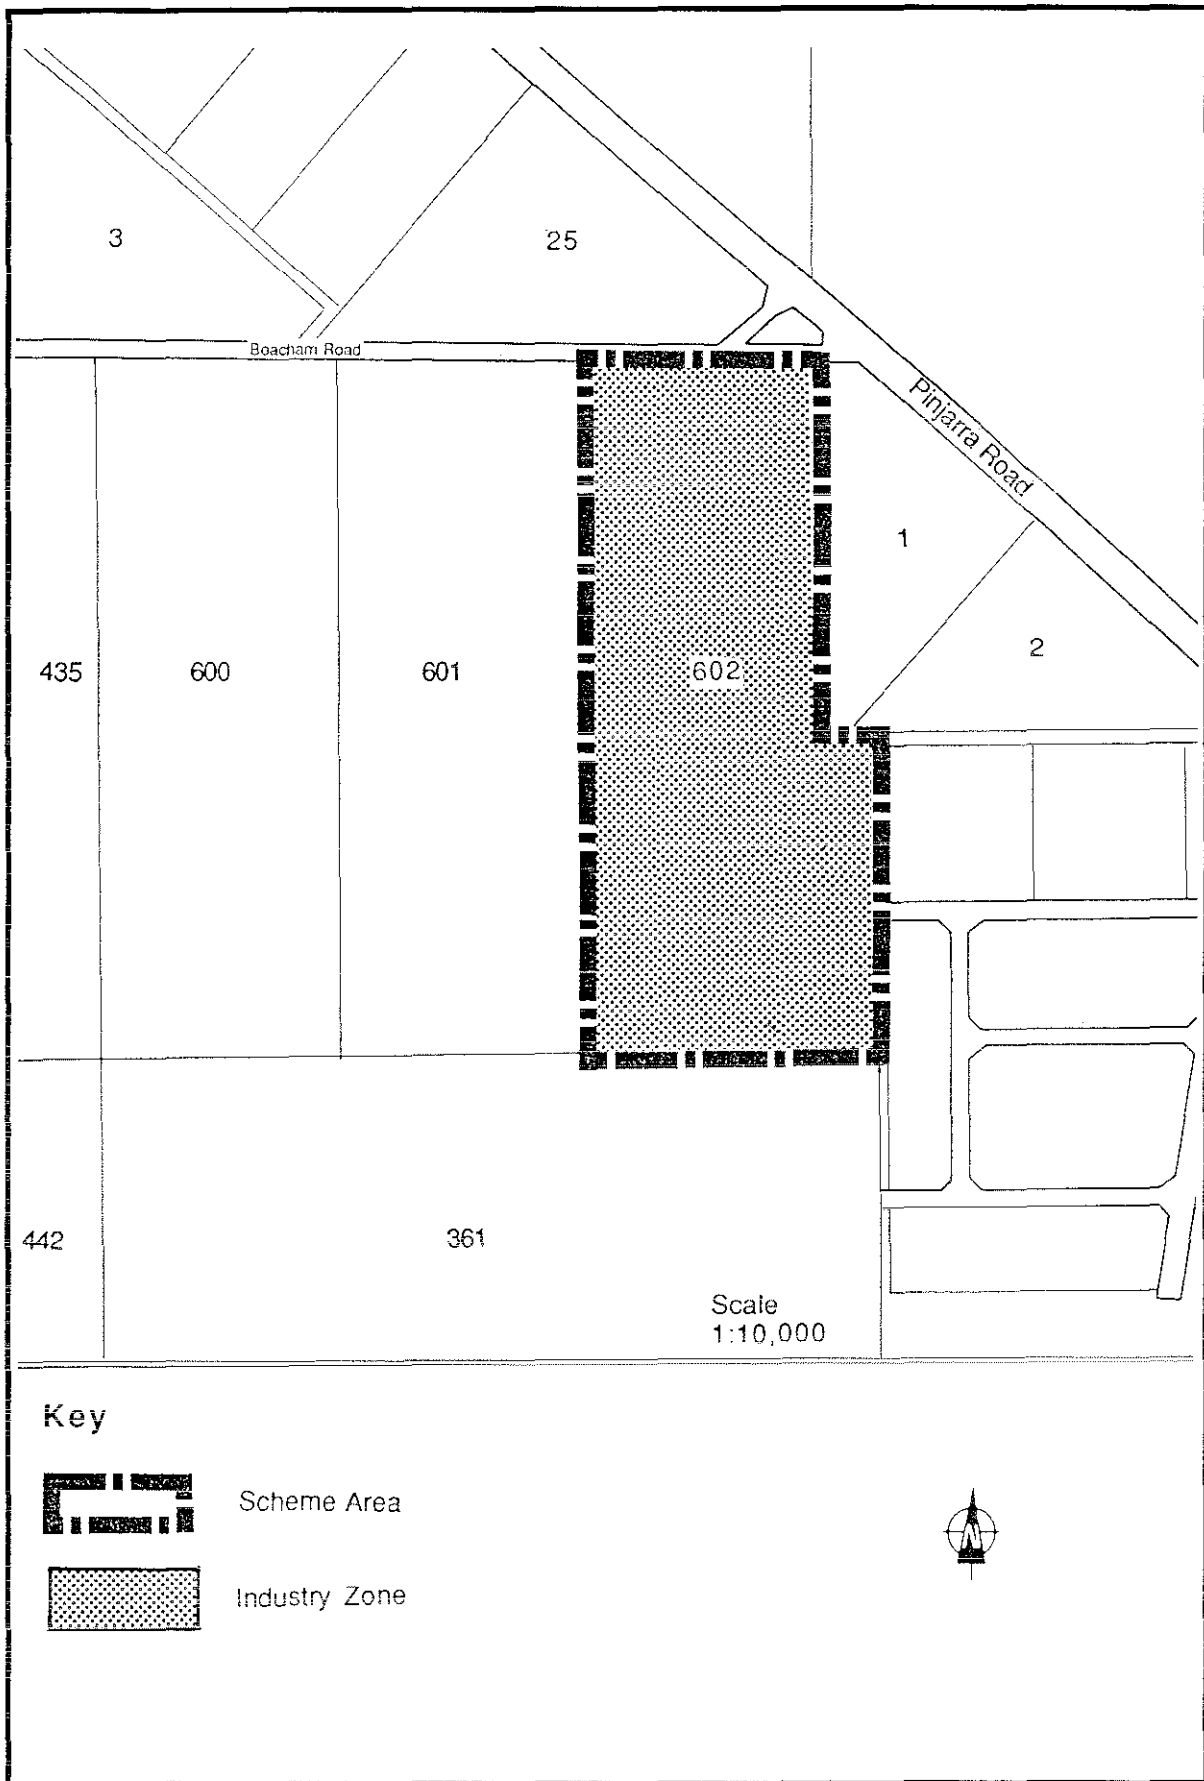 3
25
Boacham Road
Pinjarra Road
1
2
435
600
601
602
442
361
Scale
1:10,000
Key
Scheme Area
Industry Zone
N